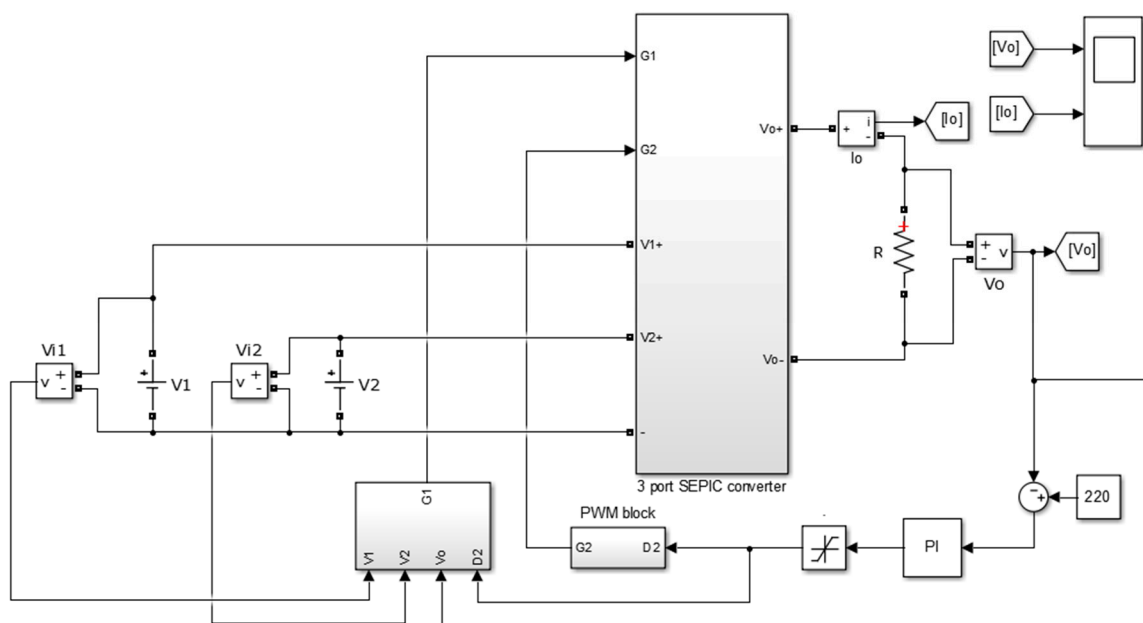 G1
G2
V1+
V2+
-
Vo+
Vo-
3 port SEPIC converter
+
-
i
Io
[Io]
[Vo]
[Io]
+
R
+
-
v
Vo
[Vo]
Vi1
v
+
-
+
V1
Vi2
v
+
-
+
V2
G1
V1
V2
Vo
D2
PWM block
G2
D2
PI
-
+
220